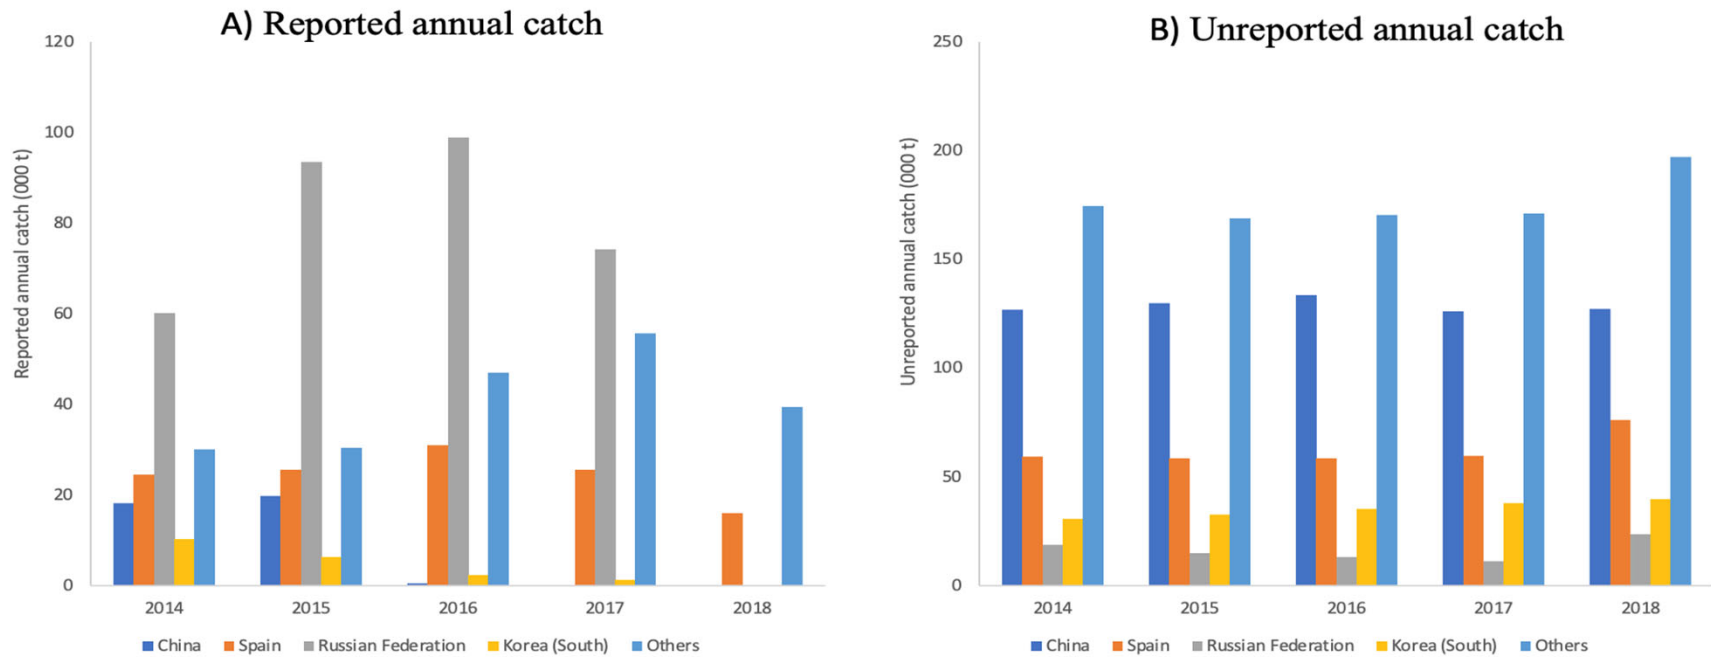 A) Reported annual catch
Reported annual catch (000 t)
120
100
80
60
40
20
0
2014 2015 2016 2017 2018
China Spain Russian Federation Korea (South) Others
B) Unreported annual catch
Unreported annual catch (000 t)
250
200
150
100
50
0
2014 2015 2016 2017 2018
China Spain Russian Federation Korea (South) Others